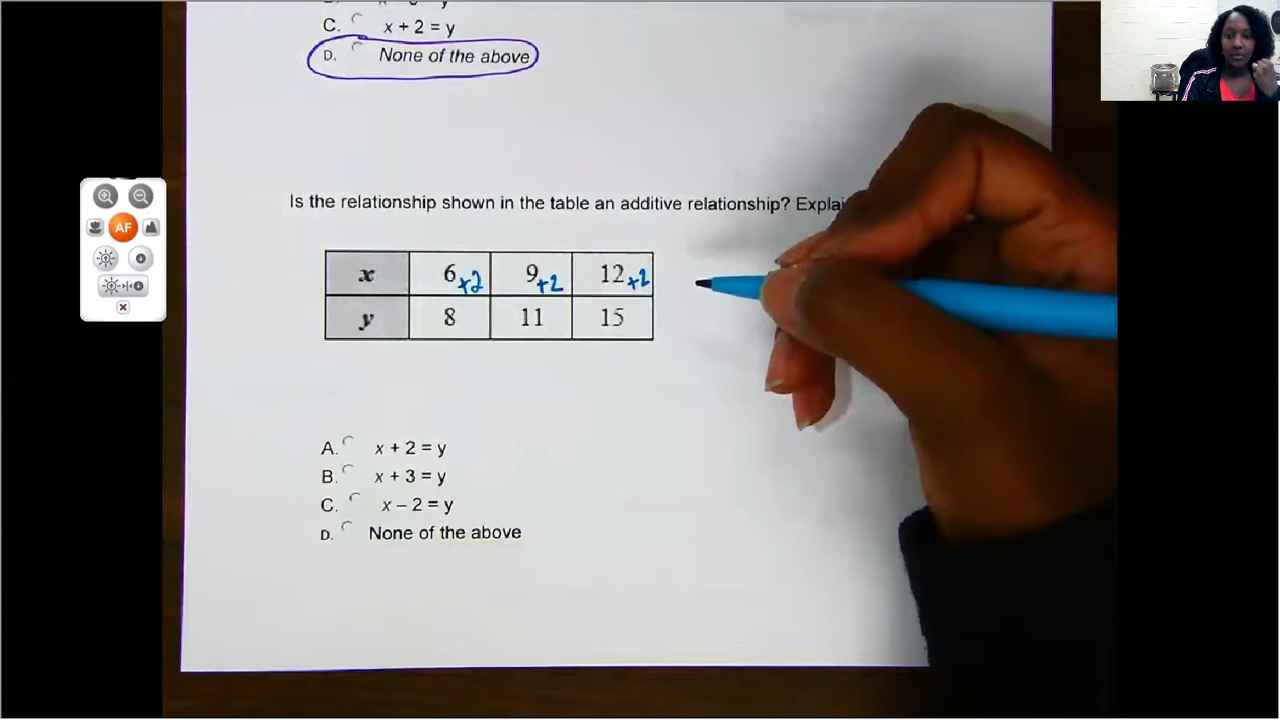 C. x + 2 = y
D. None of the above
Is the relationship shown in the table an additive relationship?
x 6 +2 9 +2 12 +2
y 8 11 15
A. x + 2 = y
B. x + 3 = y
C. x – 2 = y
D. None of the above
AF